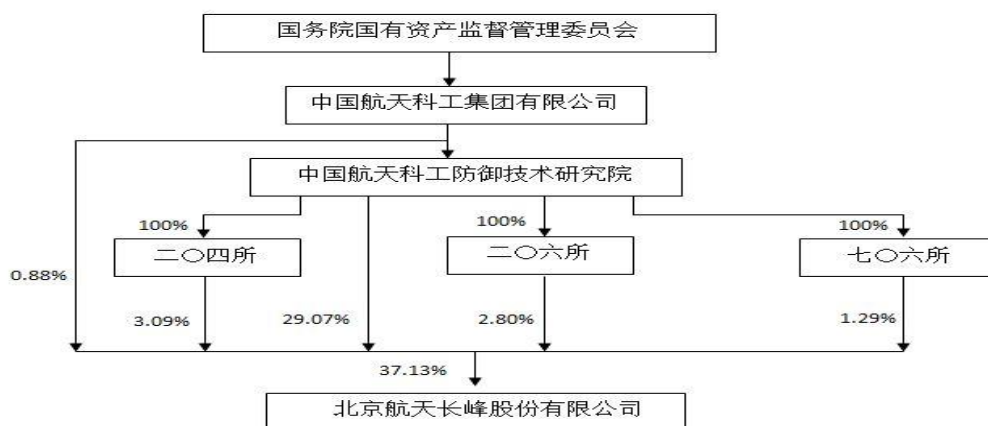 国务院国有资产监督管理委员会
中国航天科工集团有限公司
中国航天科工防御技术研究院
100%
100%
100%
二〇四所
二〇六所
七〇六所
0.88%
3.09%
29.07%
2.80%
1.29%
37.13%
北京航天长峰股份有限公司